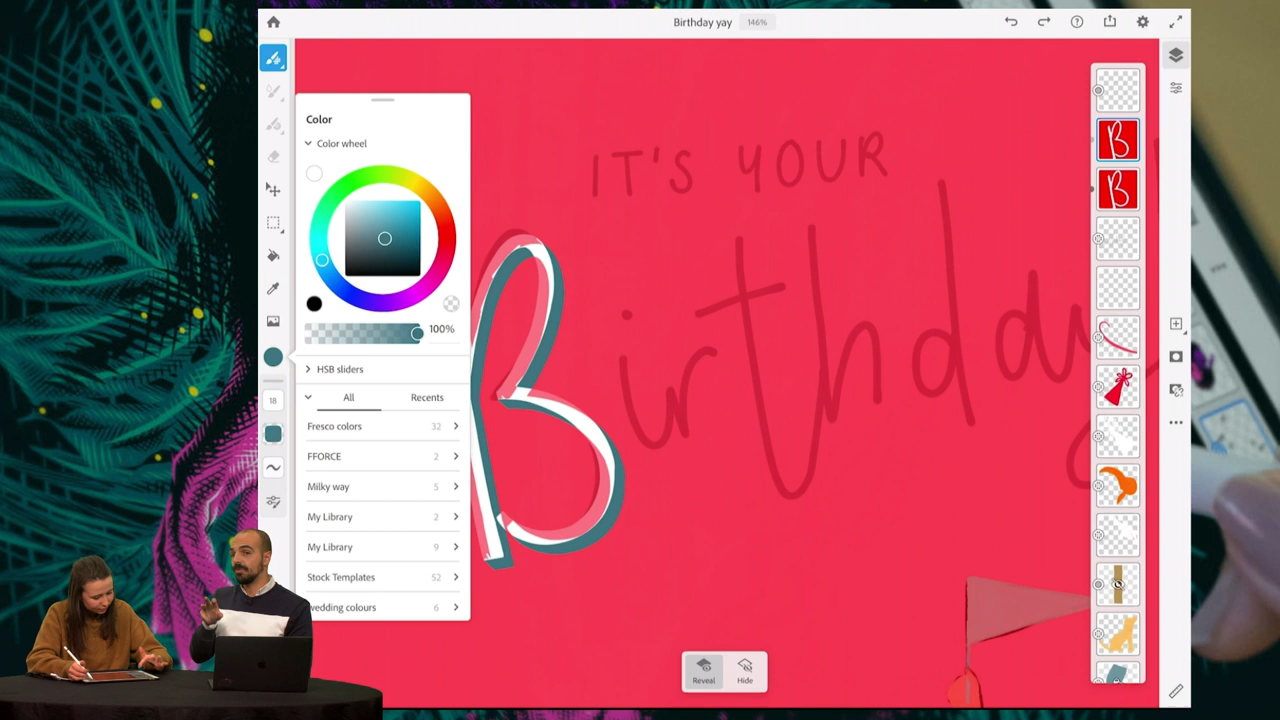 Birthday yay
146%
Color
Color wheel
100%
HSB sliders
All
Recents
Fresco colors
32
FFORCE
2
Milky way
5
My Library
2
My Library
9
Stock Templates
52
wedding colours
6
18
IT'S YOUR
Birthday
B
B
Reveal
Hide